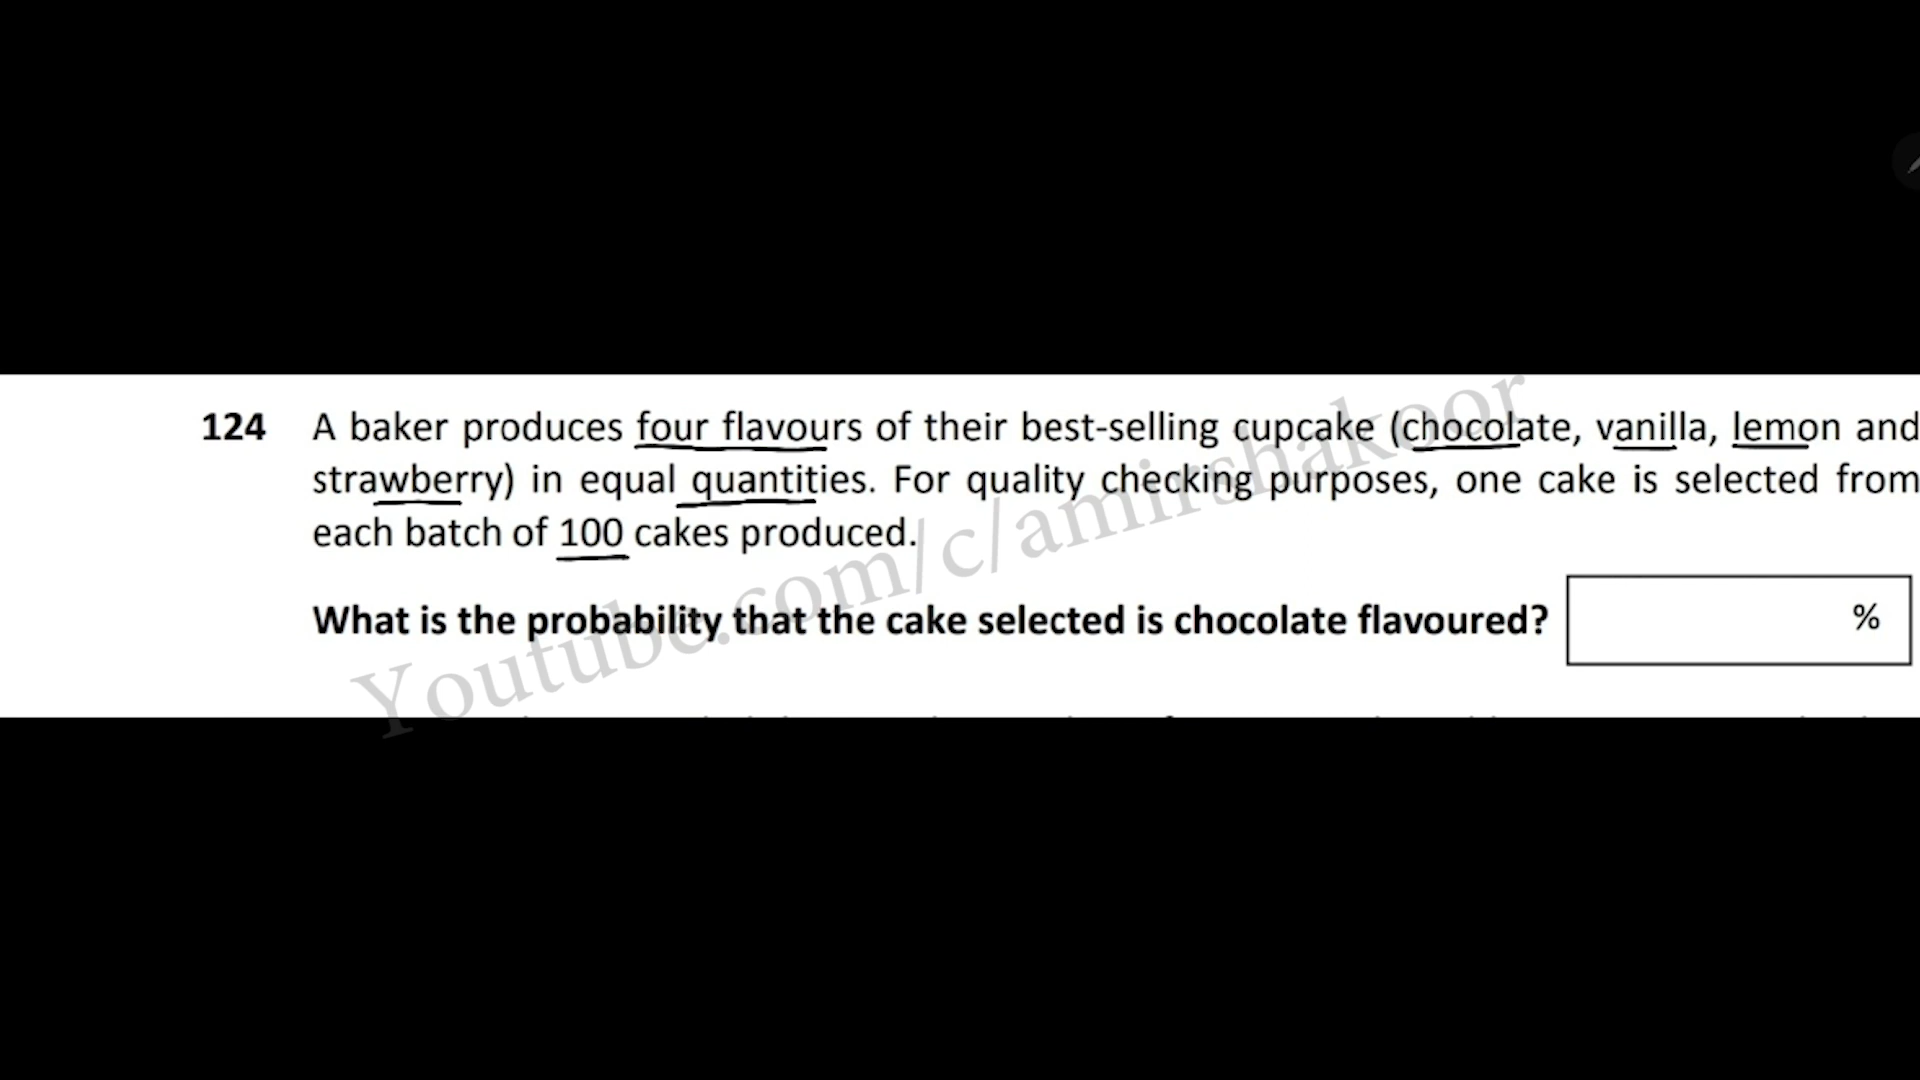 124 A baker produces four flavours of their best-selling cupcake (chocolate, vanilla, lemon and
strawberry) in equal quantities. For quality checking purposes, one cake is selected from
each batch of 100 cakes produced.
What is the probability that the cake selected is chocolate flavoured? %
Youtube.com/c/amirshakoor